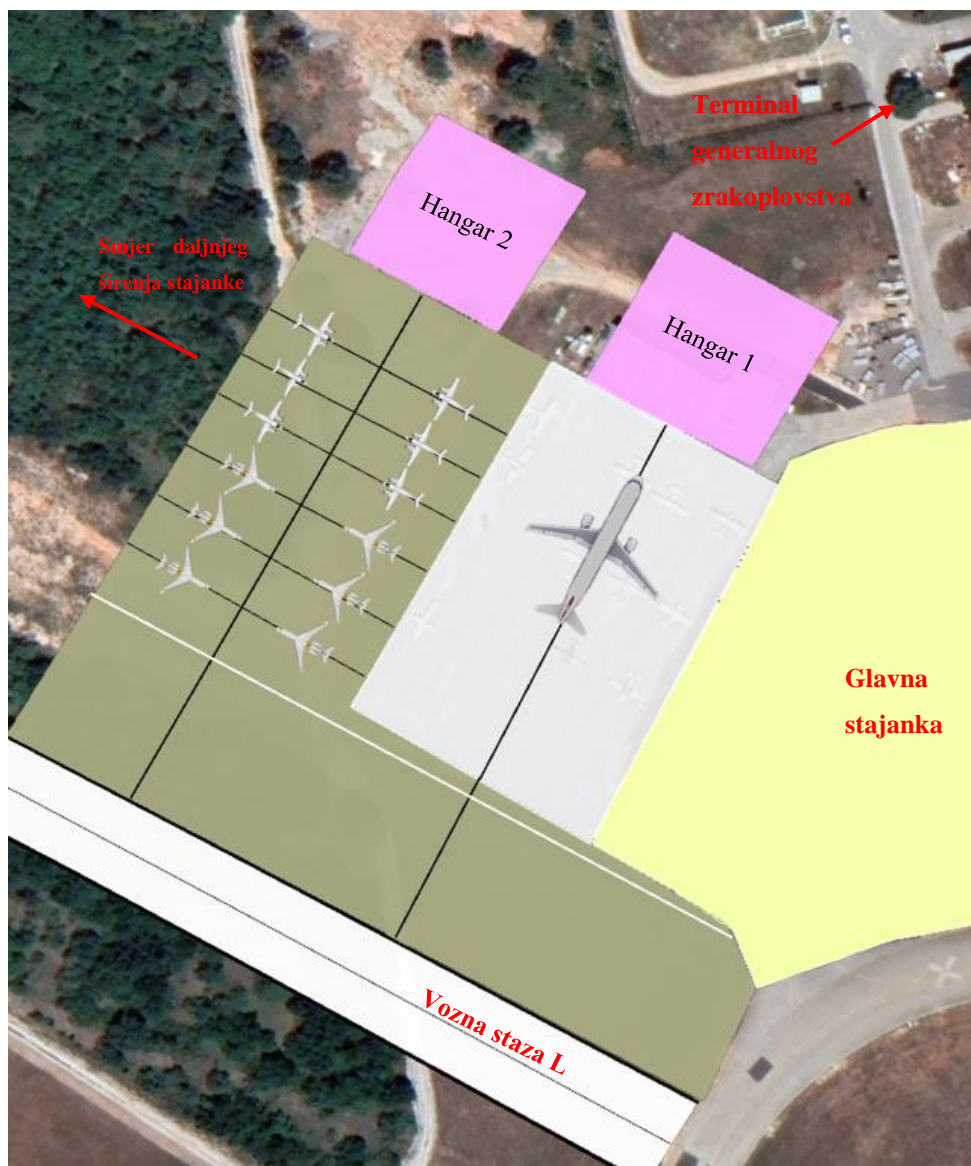 Terminal
generalnog
zrakoplovstva
Hangar 2
Smjer daljnjeg
širenja stajanke
Hangar 1
Glavna
stajanka
Vozna staza L